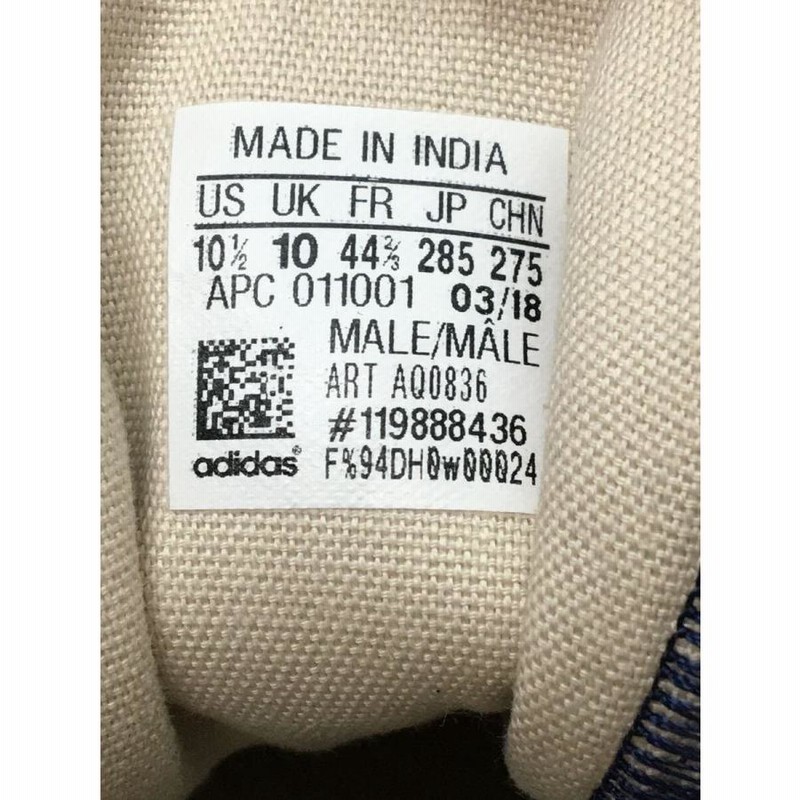 MADE IN INDIA
US UK FR JP CHN
10½ 10 44⅔ 285 275
APC 011001 03/18
MALE/MÂLE
ART AQ0836
#119888436
adidas® F%94DH0w00024